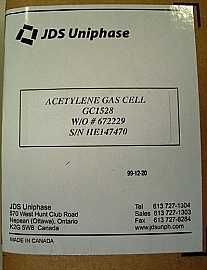 JDS Uniphase
ACETYLENE GAS CELL
GC1528
W/O # 672229
S/N HE147470
99-12-20
JDS Uniphase
570 West Hunt Club Road
Nepean (Ottawa), Ontario
K2G 5W8 Canada
Tel 613 727-1304
Sales 613 727-1303
Fax 613 727-8284
www.jdsunph.com
MADE IN CANADA